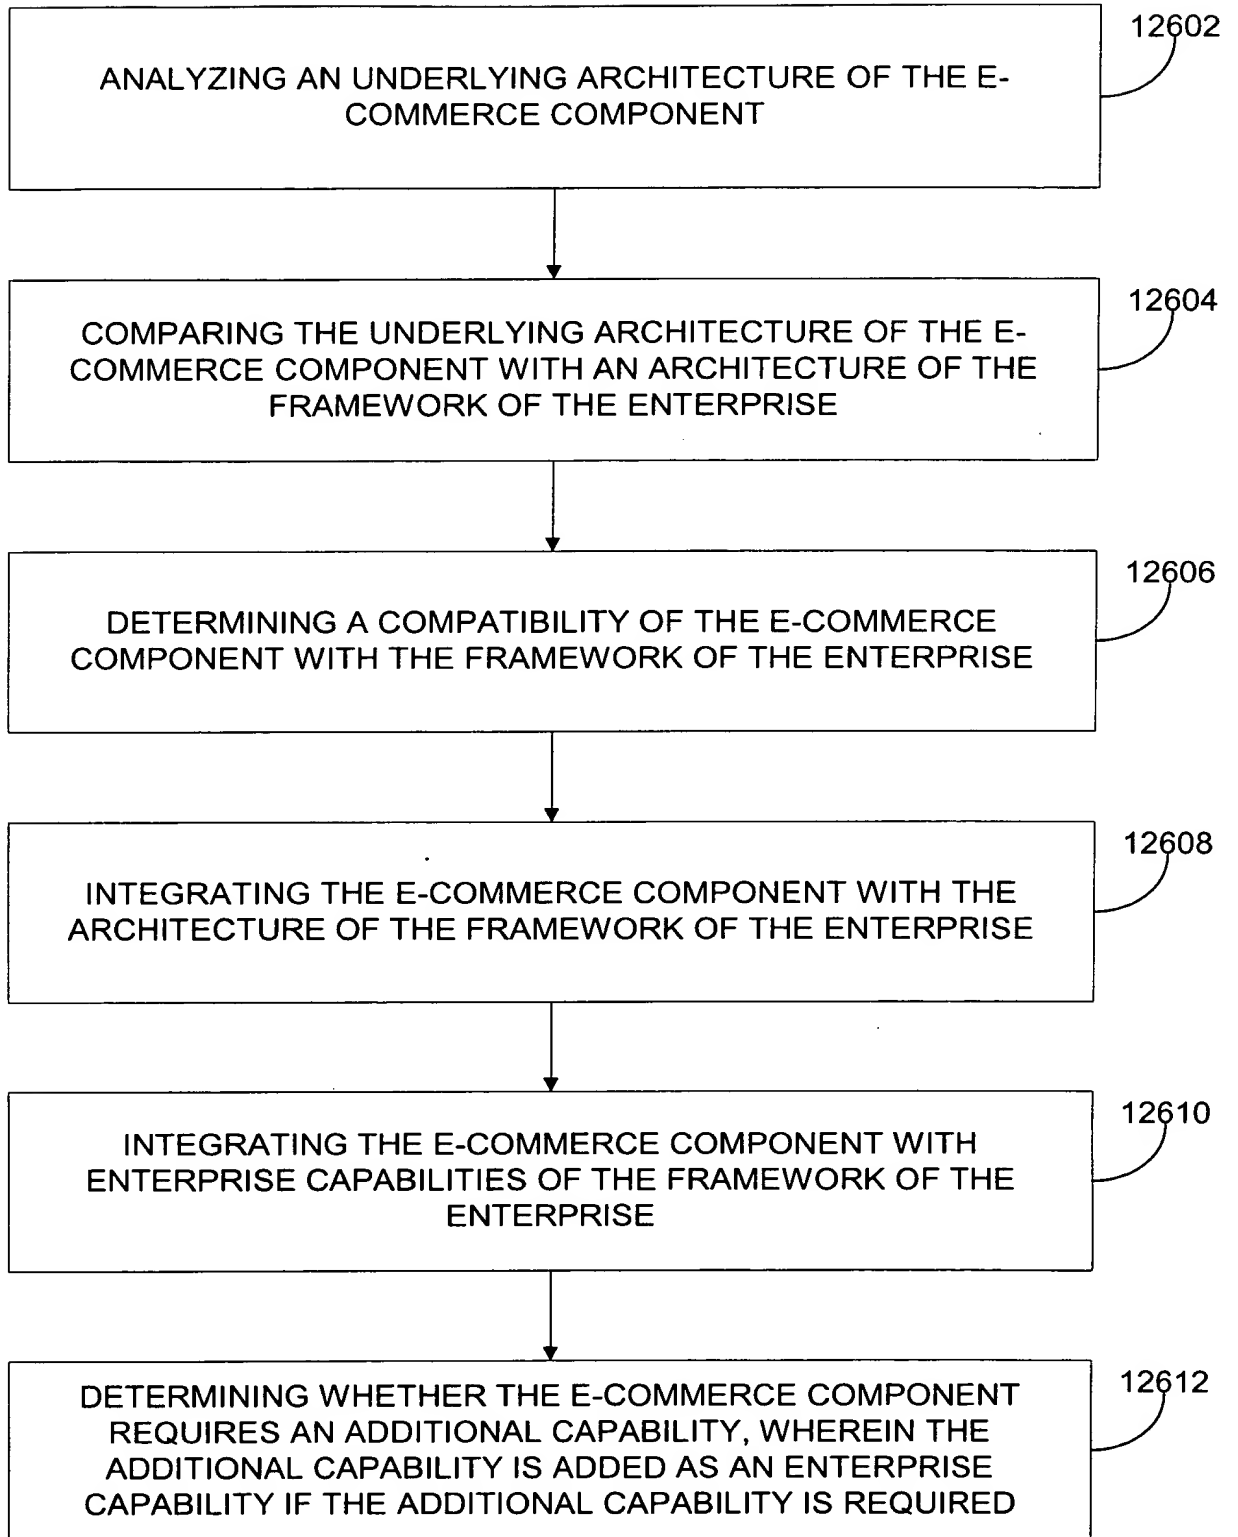 12602
ANALYZING AN UNDERLYING ARCHITECTURE OF THE E-
COMMERCE COMPONENT
12604
COMPARING THE UNDERLYING ARCHITECTURE OF THE E-
COMMERCE COMPONENT WITH AN ARCHITECTURE OF THE
FRAMEWORK OF THE ENTERPRISE
12606
DETERMINING A COMPATIBILITY OF THE E-COMMERCE
COMPONENT WITH THE FRAMEWORK OF THE ENTERPRISE
12608
INTEGRATING THE E-COMMERCE COMPONENT WITH THE
ARCHITECTURE OF THE FRAMEWORK OF THE ENTERPRISE
12610
INTEGRATING THE E-COMMERCE COMPONENT WITH
ENTERPRISE CAPABILITIES OF THE FRAMEWORK OF THE
ENTERPRISE
12612
DETERMINING WHETHER THE E-COMMERCE COMPONENT
REQUIRES AN ADDITIONAL CAPABILITY, WHEREIN THE
ADDITIONAL CAPABILITY IS ADDED AS AN ENTERPRISE
CAPABILITY IF THE ADDITIONAL CAPABILITY IS REQUIRED